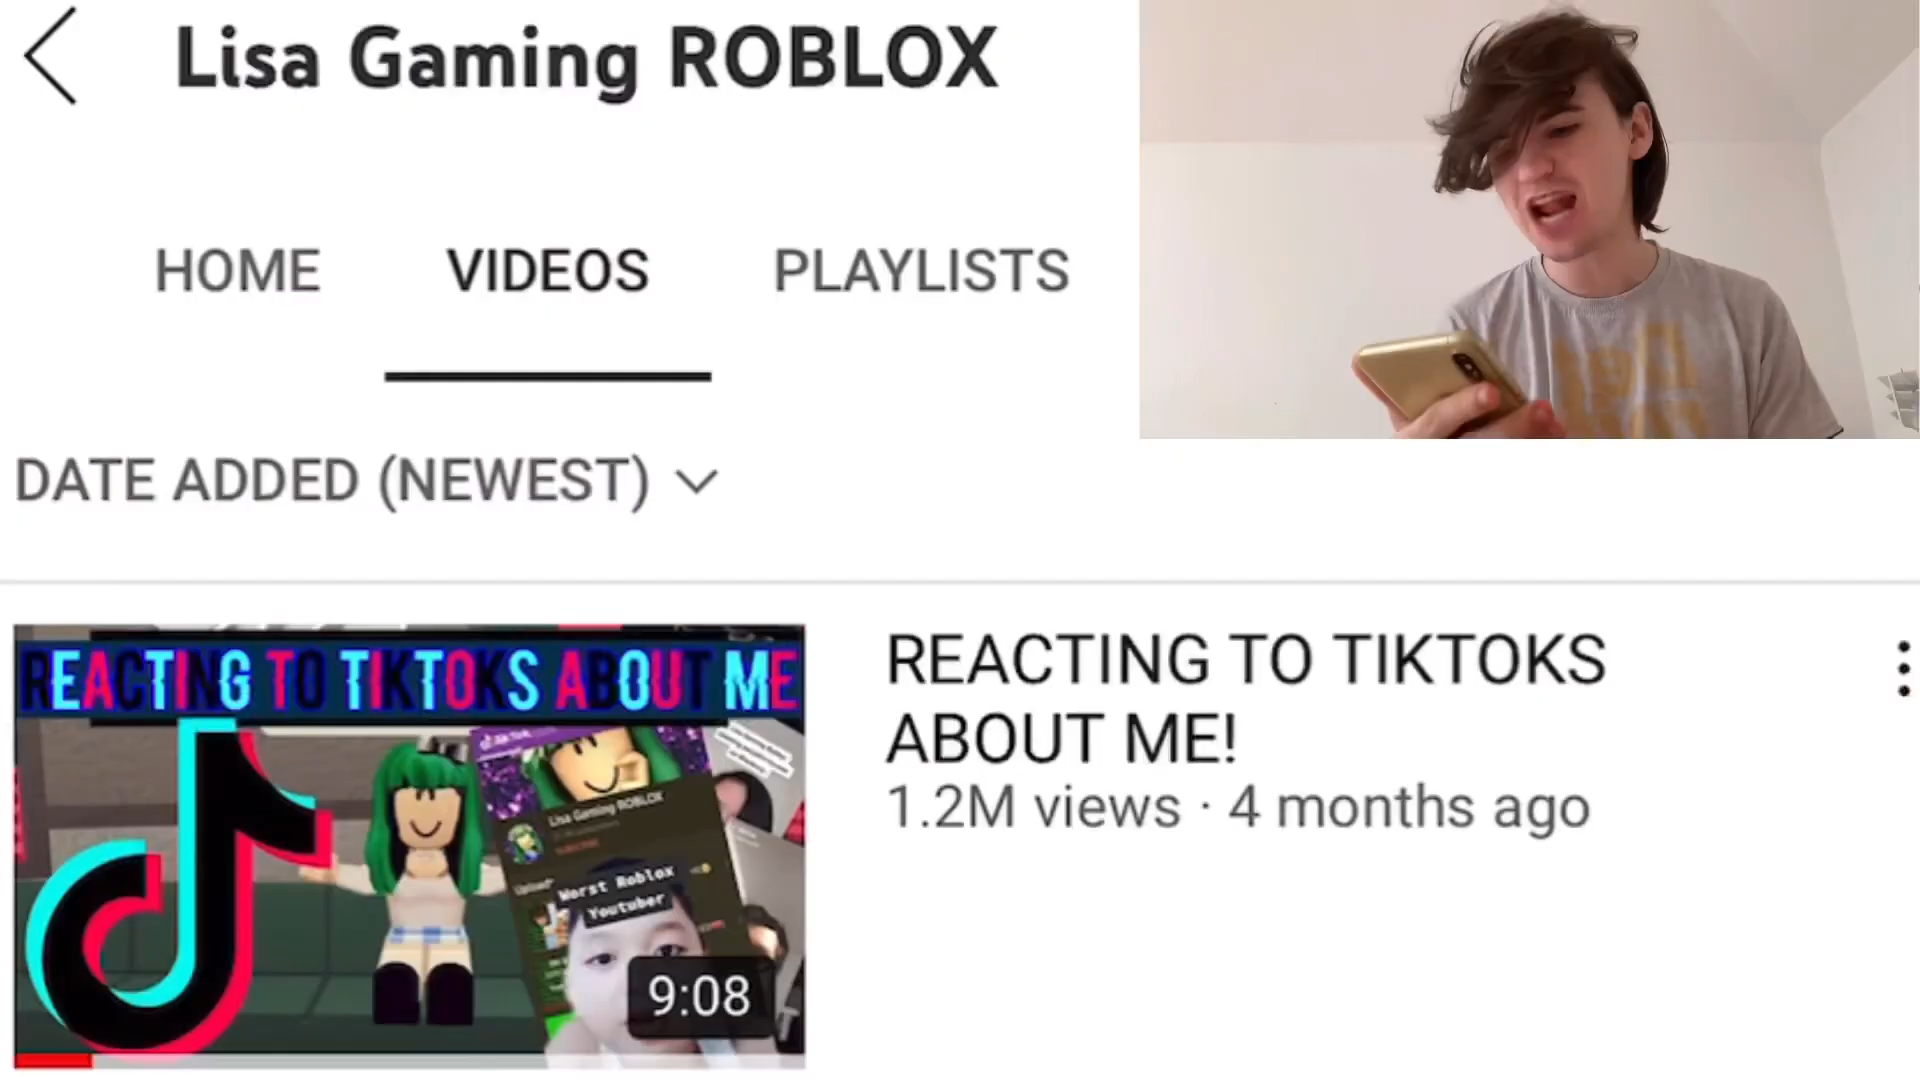 Lisa Gaming ROBLOX
HOME
VIDEOS
PLAYLISTS
DATE ADDED (NEWEST)
REACTING TO TIKTOKS ABOUT ME
Lisa Gaming ROBLOX
Worst Roblox
Youtuber
9:08
REACTING TO TIKTOKS
ABOUT ME!
1.2M views · 4 months ago